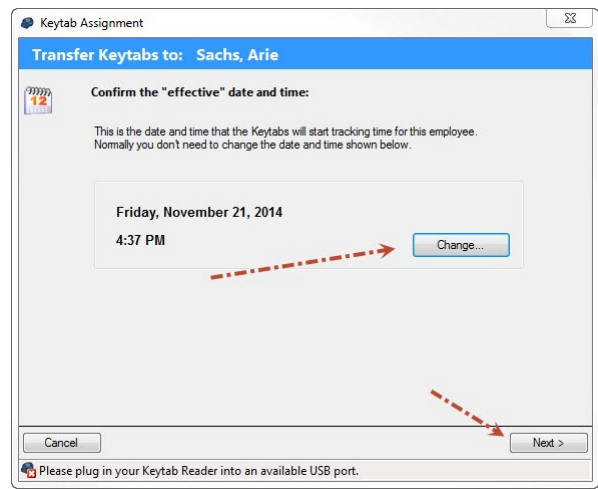 Keytab Assignment
Transfer Keytabs to: Sachs, Arie
12
Confirm the "effective" date and time:
This is the date and time that the Keytabs will start tracking time for this employee.
Normally you don't need to change the date and time shown below.
Friday, November 21, 2014
4:37 PM
Change...
Cancel
Next >
Please plug in your Keytab Reader into an available USB port.